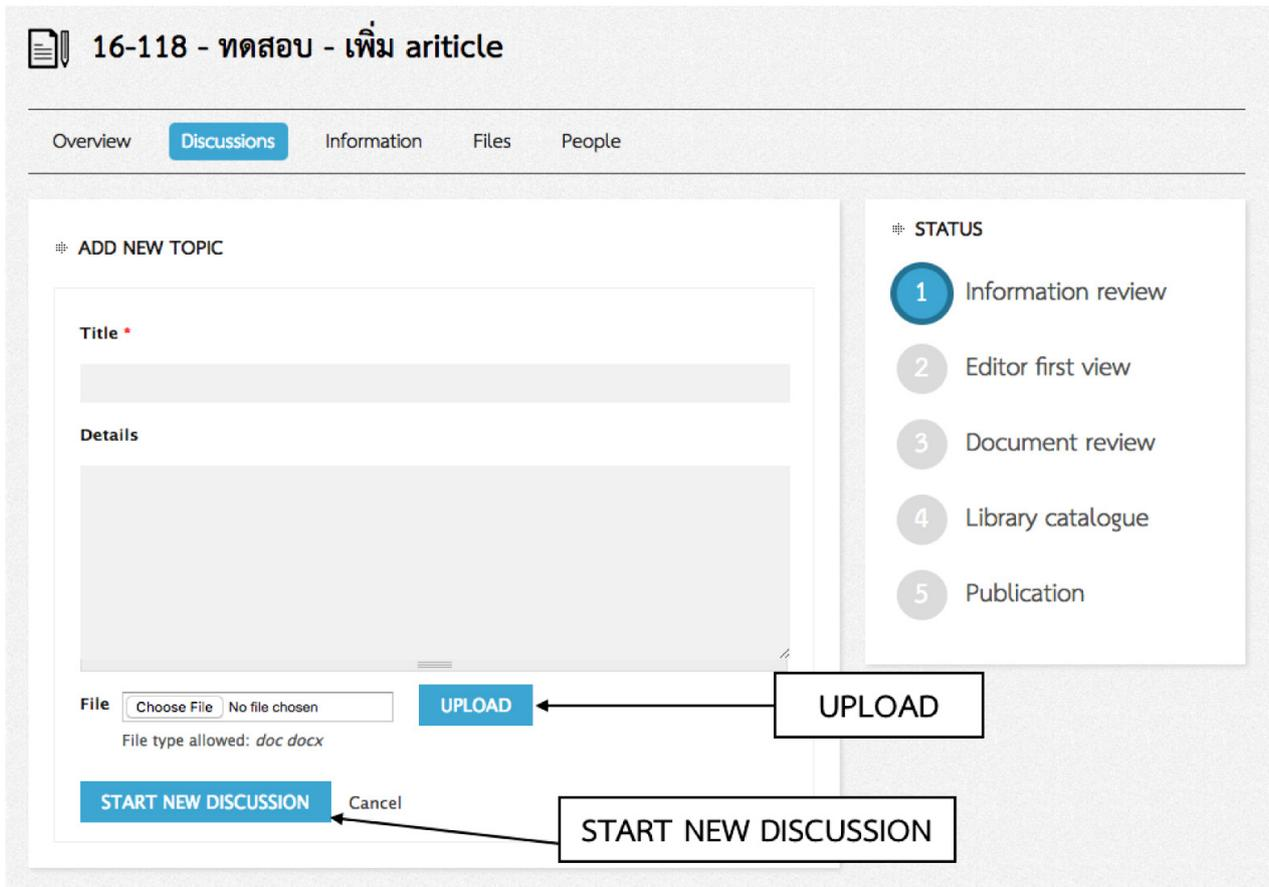 16-118 - ทดสอบ - เพิ่ม ariticle
Overview Discussions Information Files People
ADD NEW TOPIC
Title *
Details
File Choose File No file chosen UPLOAD
File type allowed: doc docx
START NEW DISCUSSION Cancel
STATUS
1 Information review
2 Editor first view
3 Document review
4 Library catalogue
5 Publication
UPLOAD
START NEW DISCUSSION